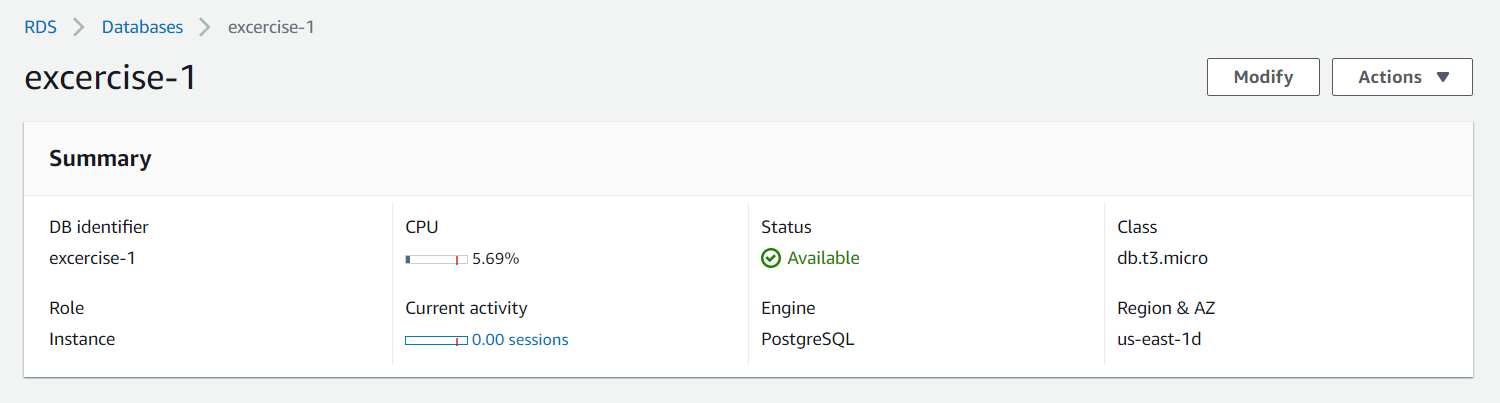 RDS Databases excercise-1
excercise-1
Modify
Actions
Summary
DB identifier
excercise-1
CPU
5.69%
Status
Available
Class
db.t3.micro
Role
Instance
Current activity
0.00 sessions
Engine
PostgreSQL
Region & AZ
us-east-1d